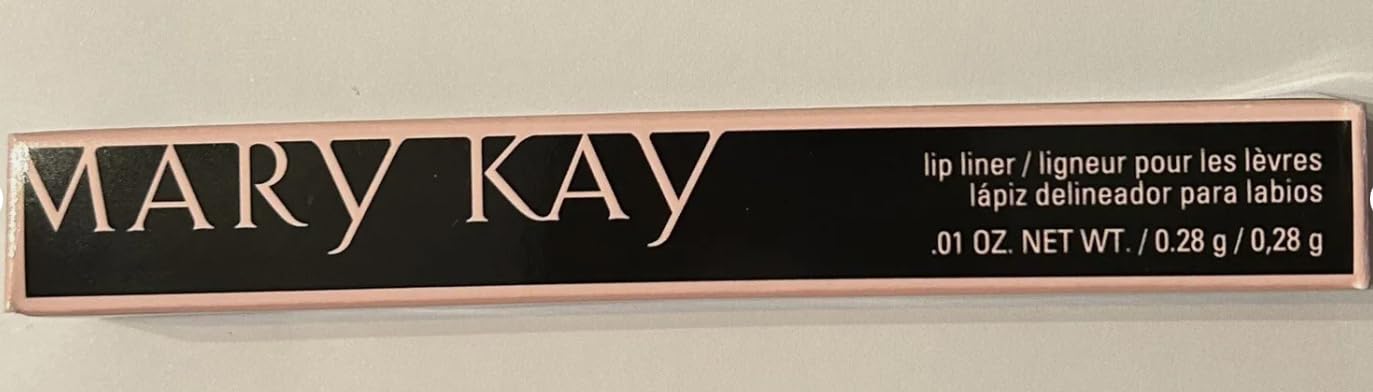 MARY KAY
lip liner / ligneur pour les lèvres
lápiz delineador para labios
.01 OZ. NET WT. / 0.28 g / 0,28 g